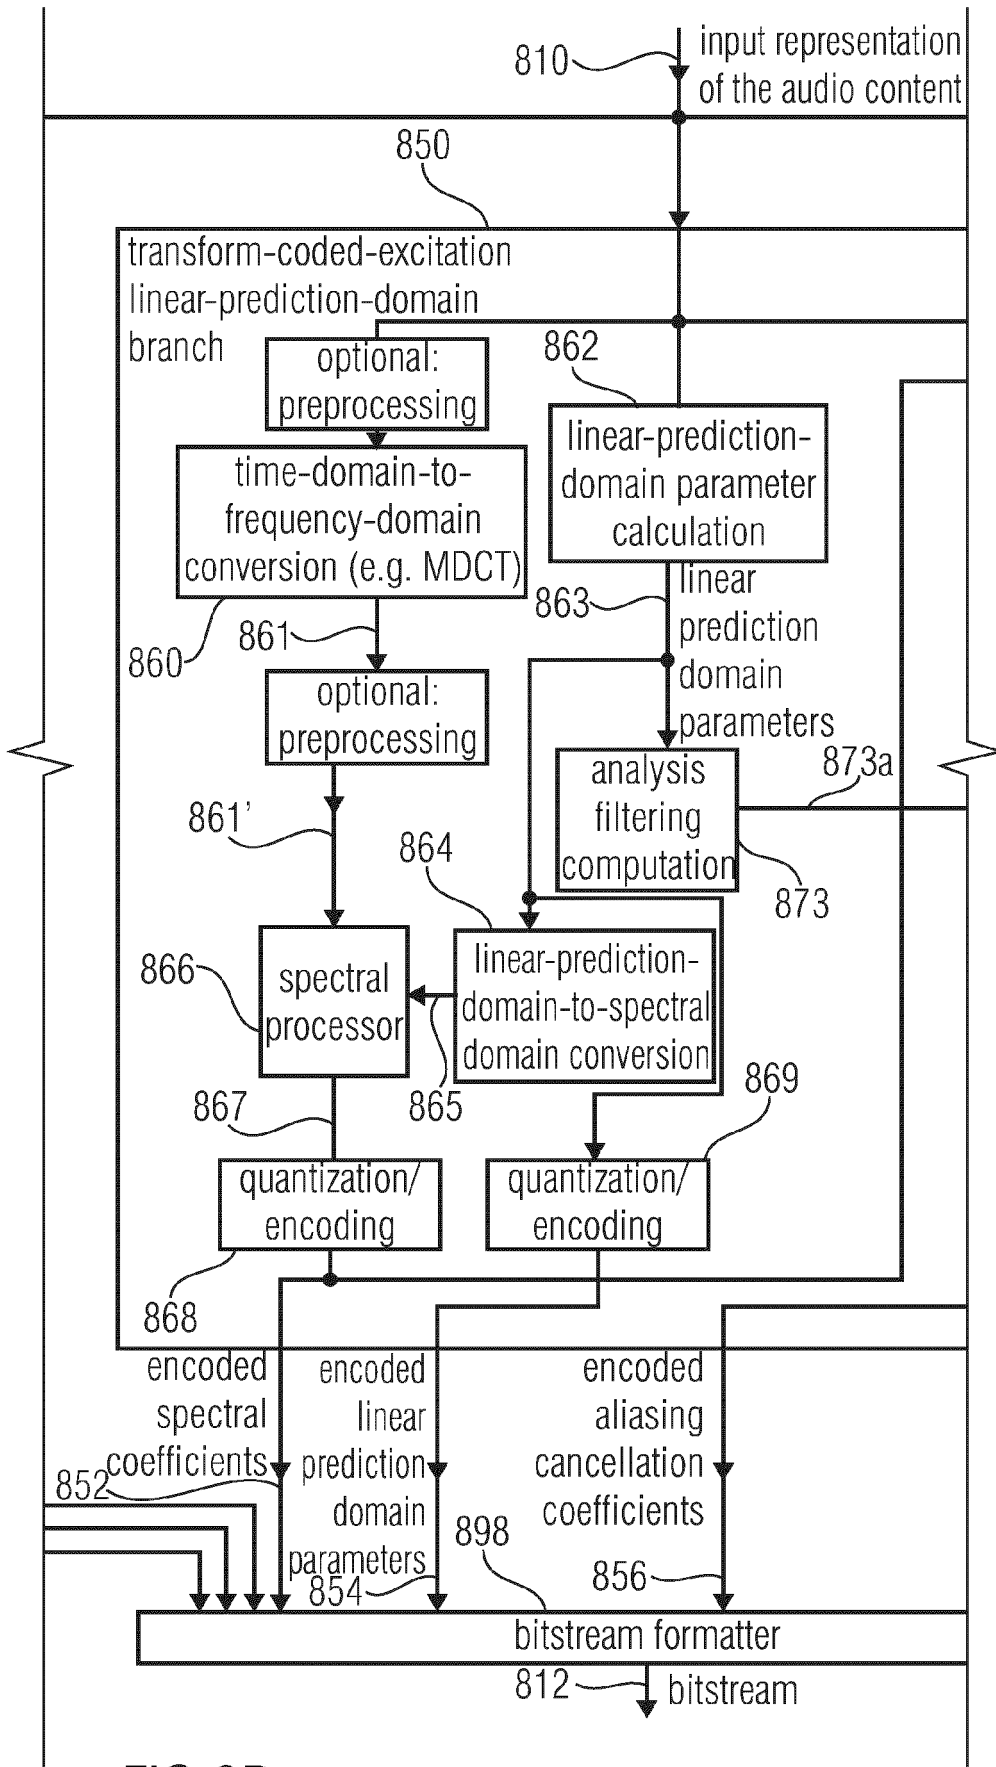 810
input representation
of the audio content
850
transform-coded-excitation
linear-prediction-domain
branch
optional:
preprocessing
862
linear-prediction-
domain parameter
calculation
time-domain-to-
frequency-domain
conversion (e.g. MDCT)
860
861
863
linear
prediction
domain
parameters
optional:
preprocessing
861'
analysis
filtering
computation
873a
873
864
866
spectral
processor
linear-prediction-
domain-to-spectral
domain conversion
865
867
869
quantization/
encoding
quantization/
encoding
868
encoded
spectral
coefficients
852
encoded
linear
prediction
domain
parameters
854
encoded
aliasing
cancellation
coefficients
856
898
bitstream formatter
812
bitstream